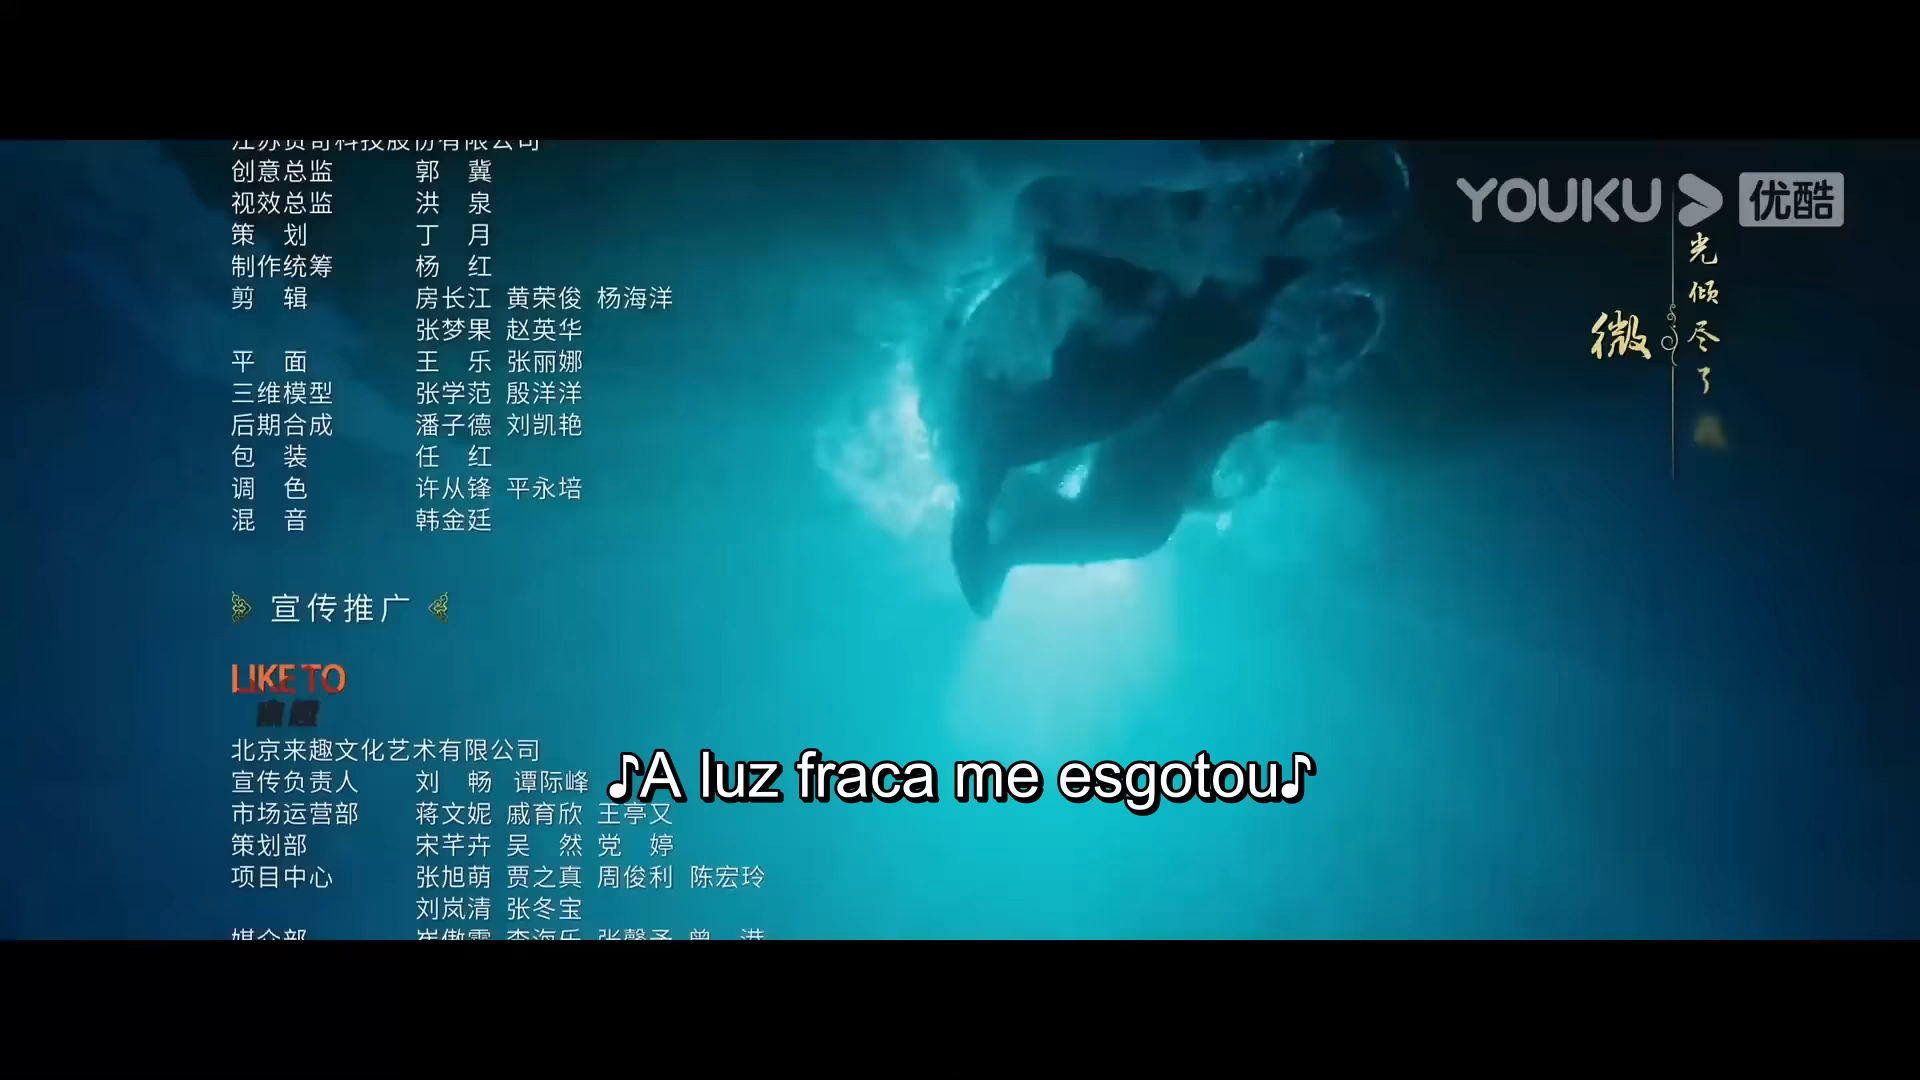 创意总监 郭 冀
视效总监 洪 泉
策 划 丁 月
制作统筹 杨 红
剪 辑 房长江 黄荣俊 杨海洋
张梦果 赵英华
平 面 王 乐 张丽娜
三维模型 张学范 殷洋洋
后期合成 潘子德 刘凯艳
包 装 任 红
调 色 许从锋 平永培
混 音 韩金廷
宣传推广
LIKE TO
来趣
北京来趣文化艺术有限公司
宣传负责人 刘 畅 谭际峰
市场运营部 蒋文妮 戚育欣 王亭又
策划部 宋芊卉 吴 然 党 婷
项目中心 张旭萌 贾之真 周俊利 陈宏玲
刘岚清 张冬宝
♪A luz fraca me esgotou♪
YOUKU 优酷
微
光倾尽了